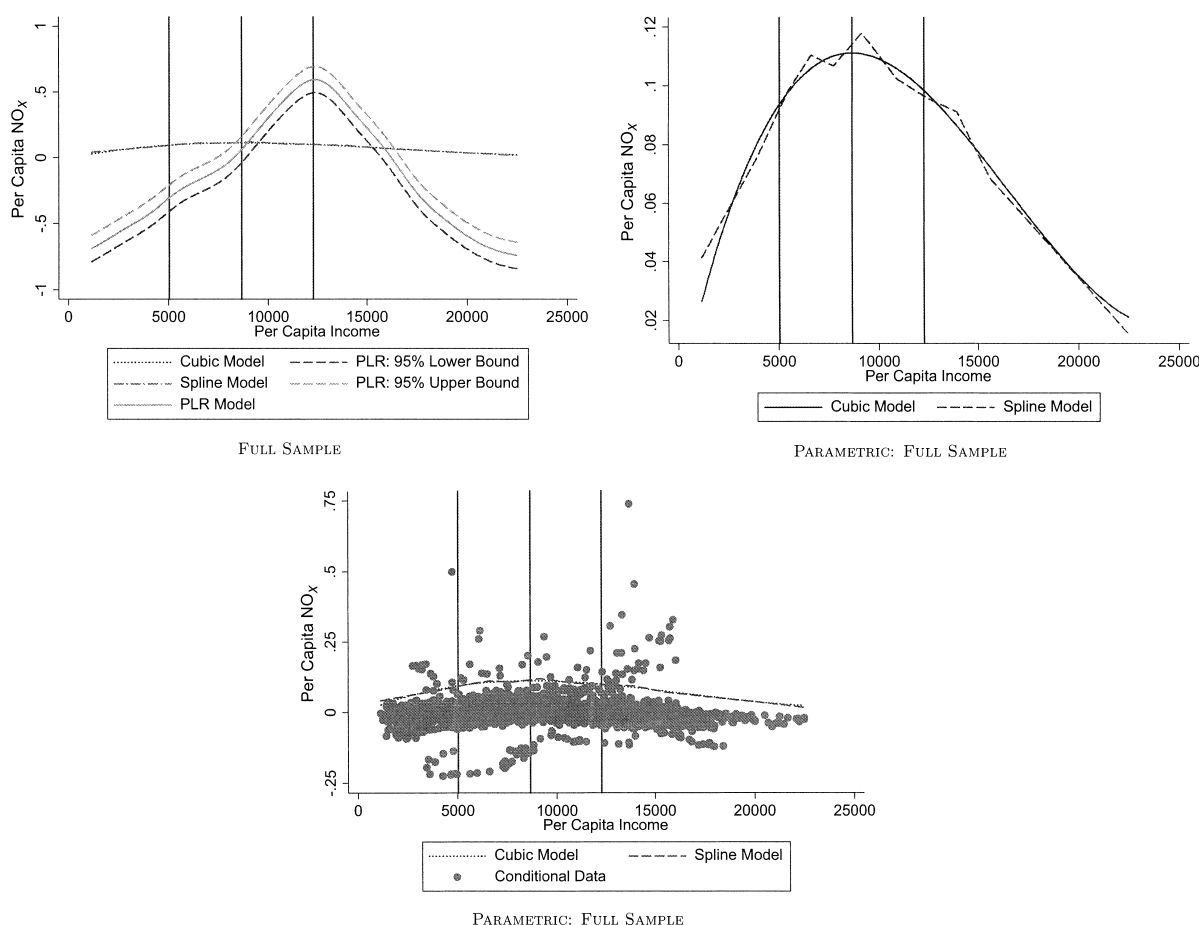 Per Capita NOX
1
.5
0
-.5
-1
0 5000 10000 15000 20000 25000
Per Capita Income
Cubic Model PLR: 95% Lower Bound
Spline Model PLR: 95% Upper Bound
PLR Model
FULL SAMPLE
Per Capita NOX
.12
.1
.08
.06
.04
.02
0 5000 10000 15000 20000 25000
Per Capita Income
Cubic Model Spline Model
PARAMETRIC: FULL SAMPLE
Per Capita NOX
.75
.5
.25
0
-.25
0 5000 10000 15000 20000 25000
Per Capita Income
Cubic Model Spline Model
Conditional Data
PARAMETRIC: FULL SAMPLE